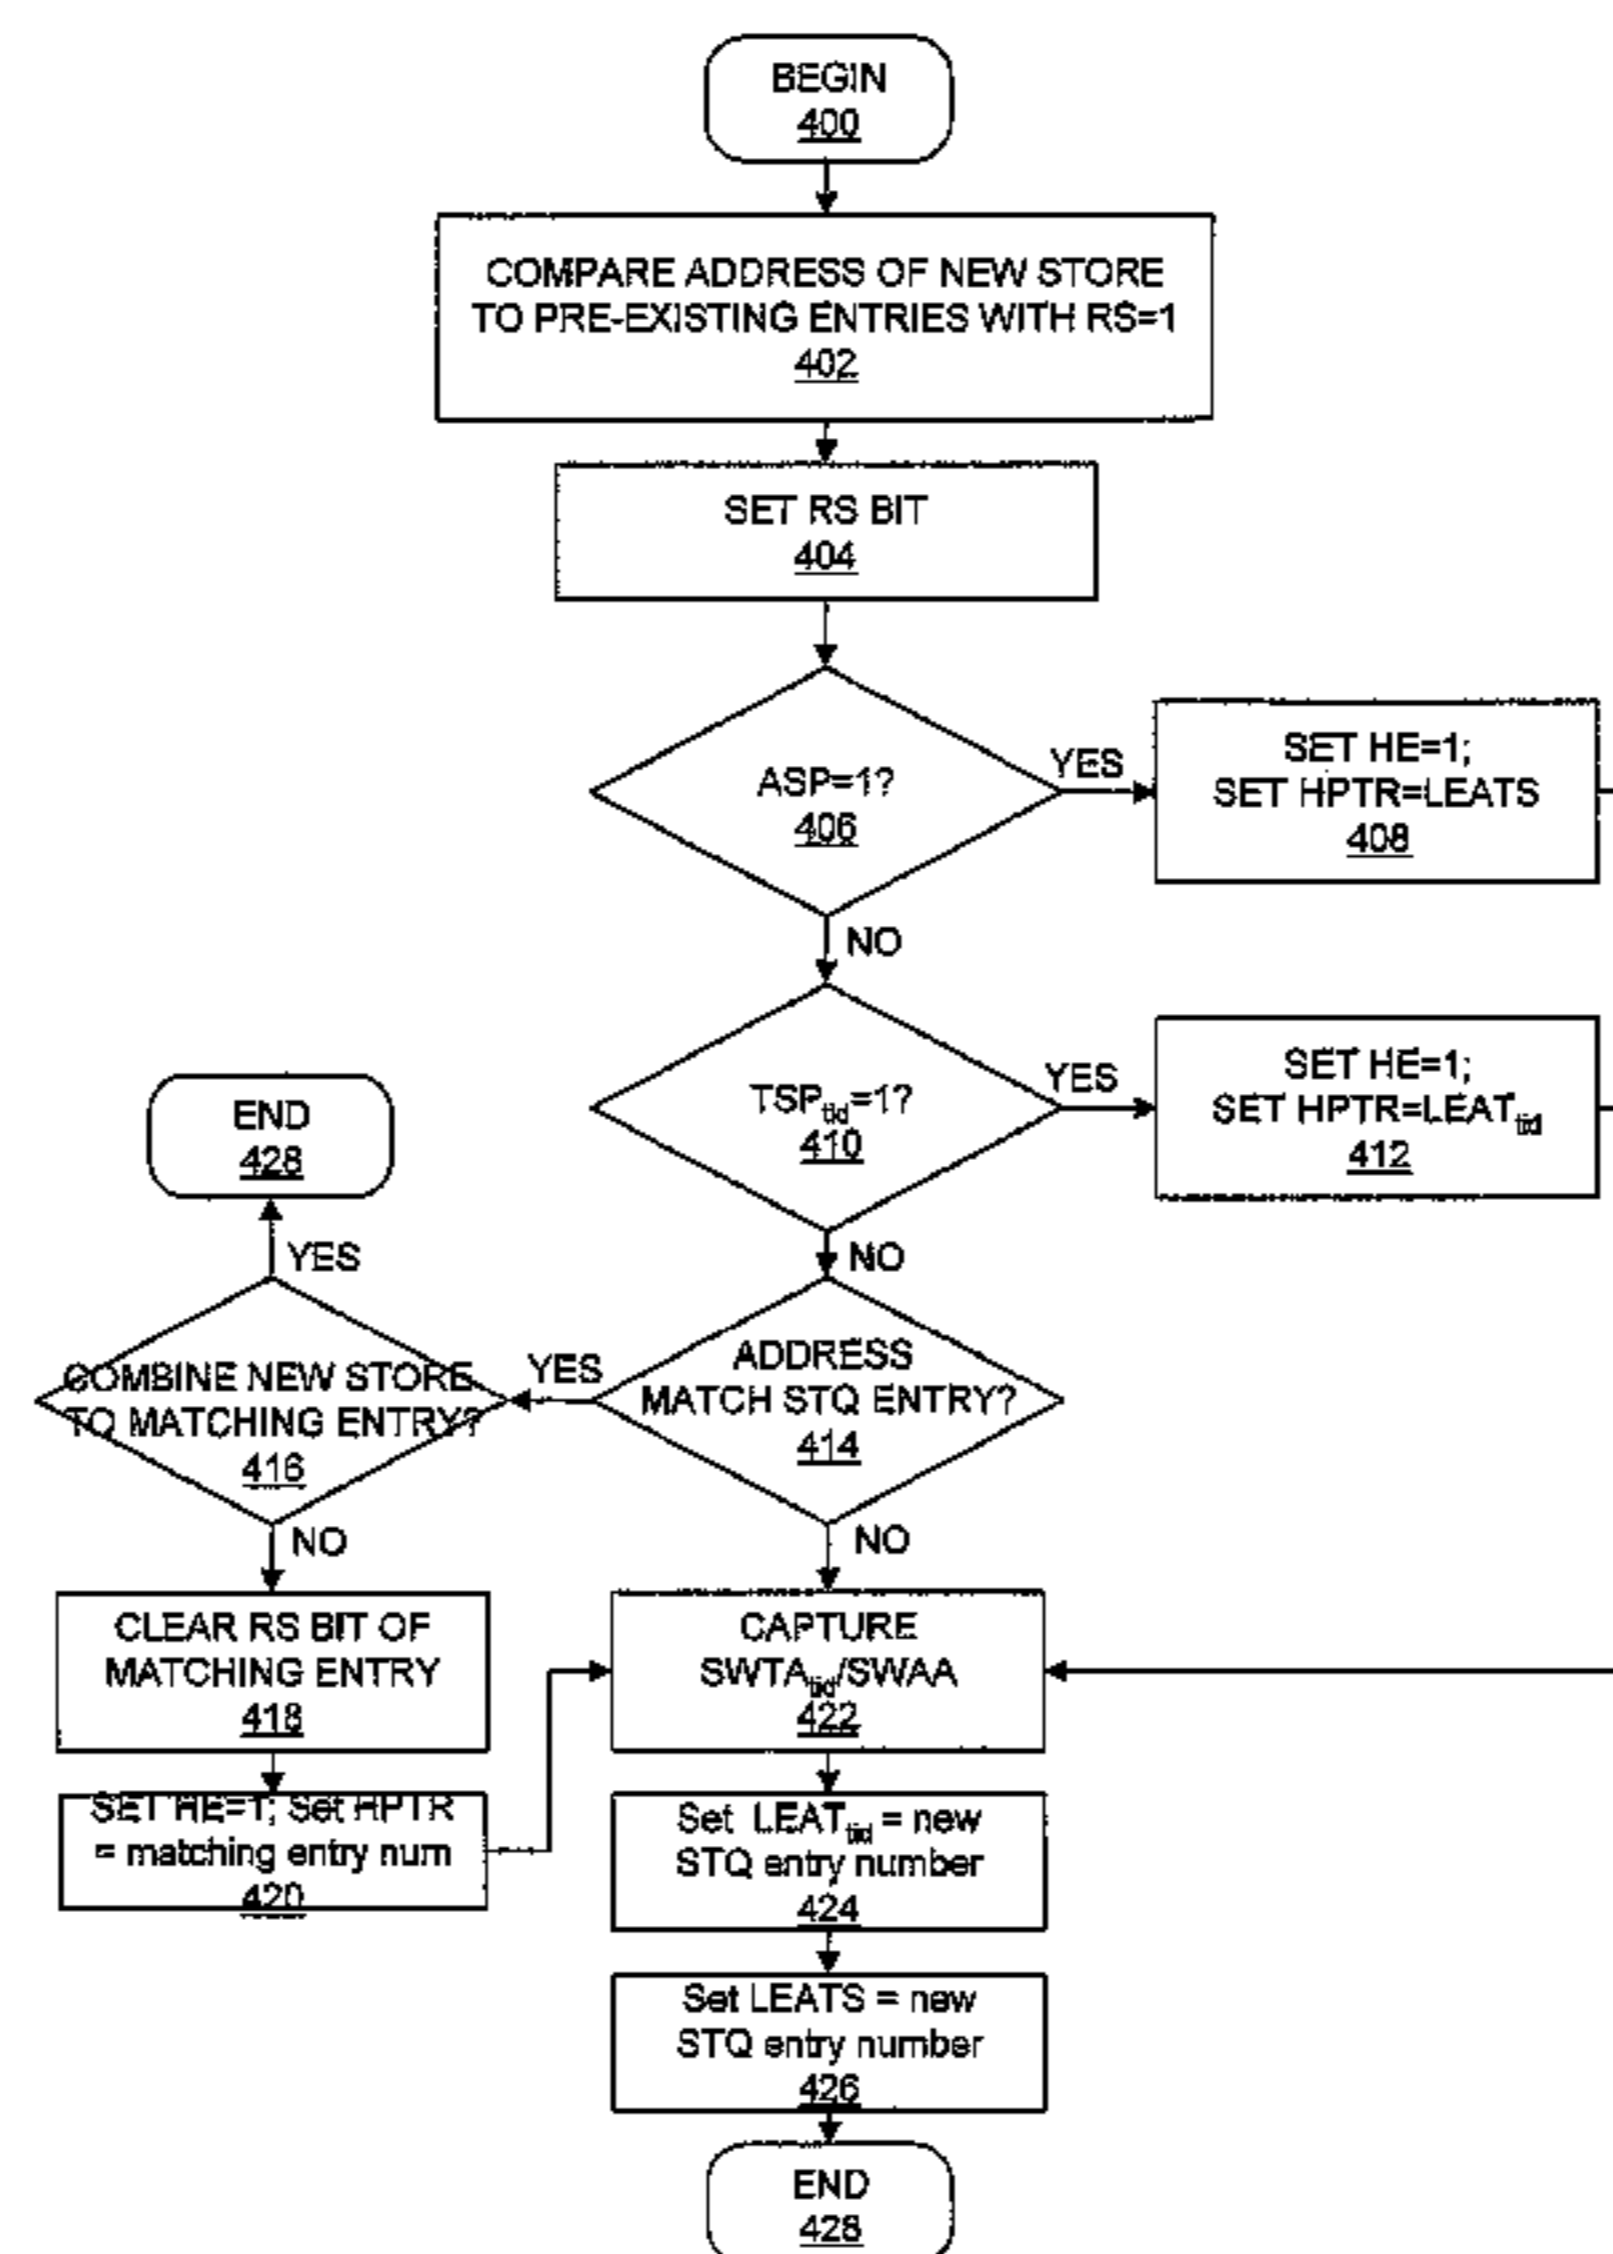 BEGIN
400
COMPARE ADDRESS OF NEW STORE
TO PRE-EXISTING ENTRIES WITH RS=1
402
SET RS BIT
404
ASP=1?
406
YES
SET HE=1;
SET HPTR=LEATS
408
NO
TSPtid=1?
410
YES
SET HE=1;
SET HPTR=LEATtid
412
NO
END
428
YES
COMBINE NEW STORE
TO MATCHING ENTRY?
416
YES
ADDRESS
MATCH STQ ENTRY?
414
NO
NO
CLEAR RS BIT OF
MATCHING ENTRY
418
CAPTURE
SWTAtid/SWAA
422
SET HE=1; Set HPTR
= matching entry num
420
Set LEATtid = new
STQ entry number
424
Set LEATS = new
STQ entry number
426
END
428